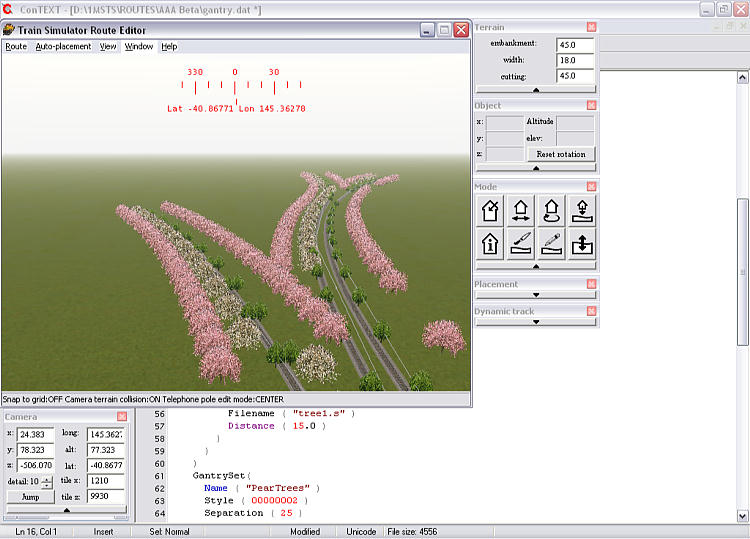 ConTEXT - [D:\1MSTS\ROUTES\AAA Beta\gantry.dat *]
Train Simulator Route Editor
Route Auto-placement View Window Help
330 0 30
Lat -40.86771 Lon 145.36278
Snap to grid:OFF Camera terrain collision:ON Telephone pole edit mode:CENTER
Terrain
embankment: 45.0
width: 18.0
cutting: 45.0
Object
x: Altitude
y: elev:
z: Reset rotation
Mode
Placement
Dynamic track
Camera
x: 24.383 long: 145.3627
y: 78.323 alt: 77.323
z: -506.070 lat: -40.8677
detail: 10 tile x: 1210
Jump tile z: 9930
56 Filename ( "tree1.s" )
57 Distance ( 15.0 )
58 )
59 )
60 )
61 GantrySet(
62 Name ( "PearTrees" )
63 Style ( 00000002 )
64 Separation ( 25 )
Ln 16, Col 1 Insert Sel: Normal Modified Unicode File size: 4556